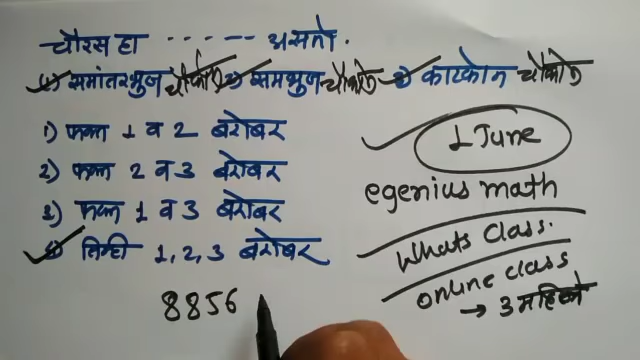 चौरस हा ...... असतो.
1) समांतरभुज चौकोन 2) समभुज चौकोन 3) काटकोन चौकोन
1) फक्त 1 व 2 बरोबर
2) फक्त 2 व 3 बरोबर
3) फक्त 1 व 3 बरोबर
4) तिन्ही 1, 2, 3 बरोबर
8856
1 June
egenius math
Whats class.
online class
→ 3 महिने